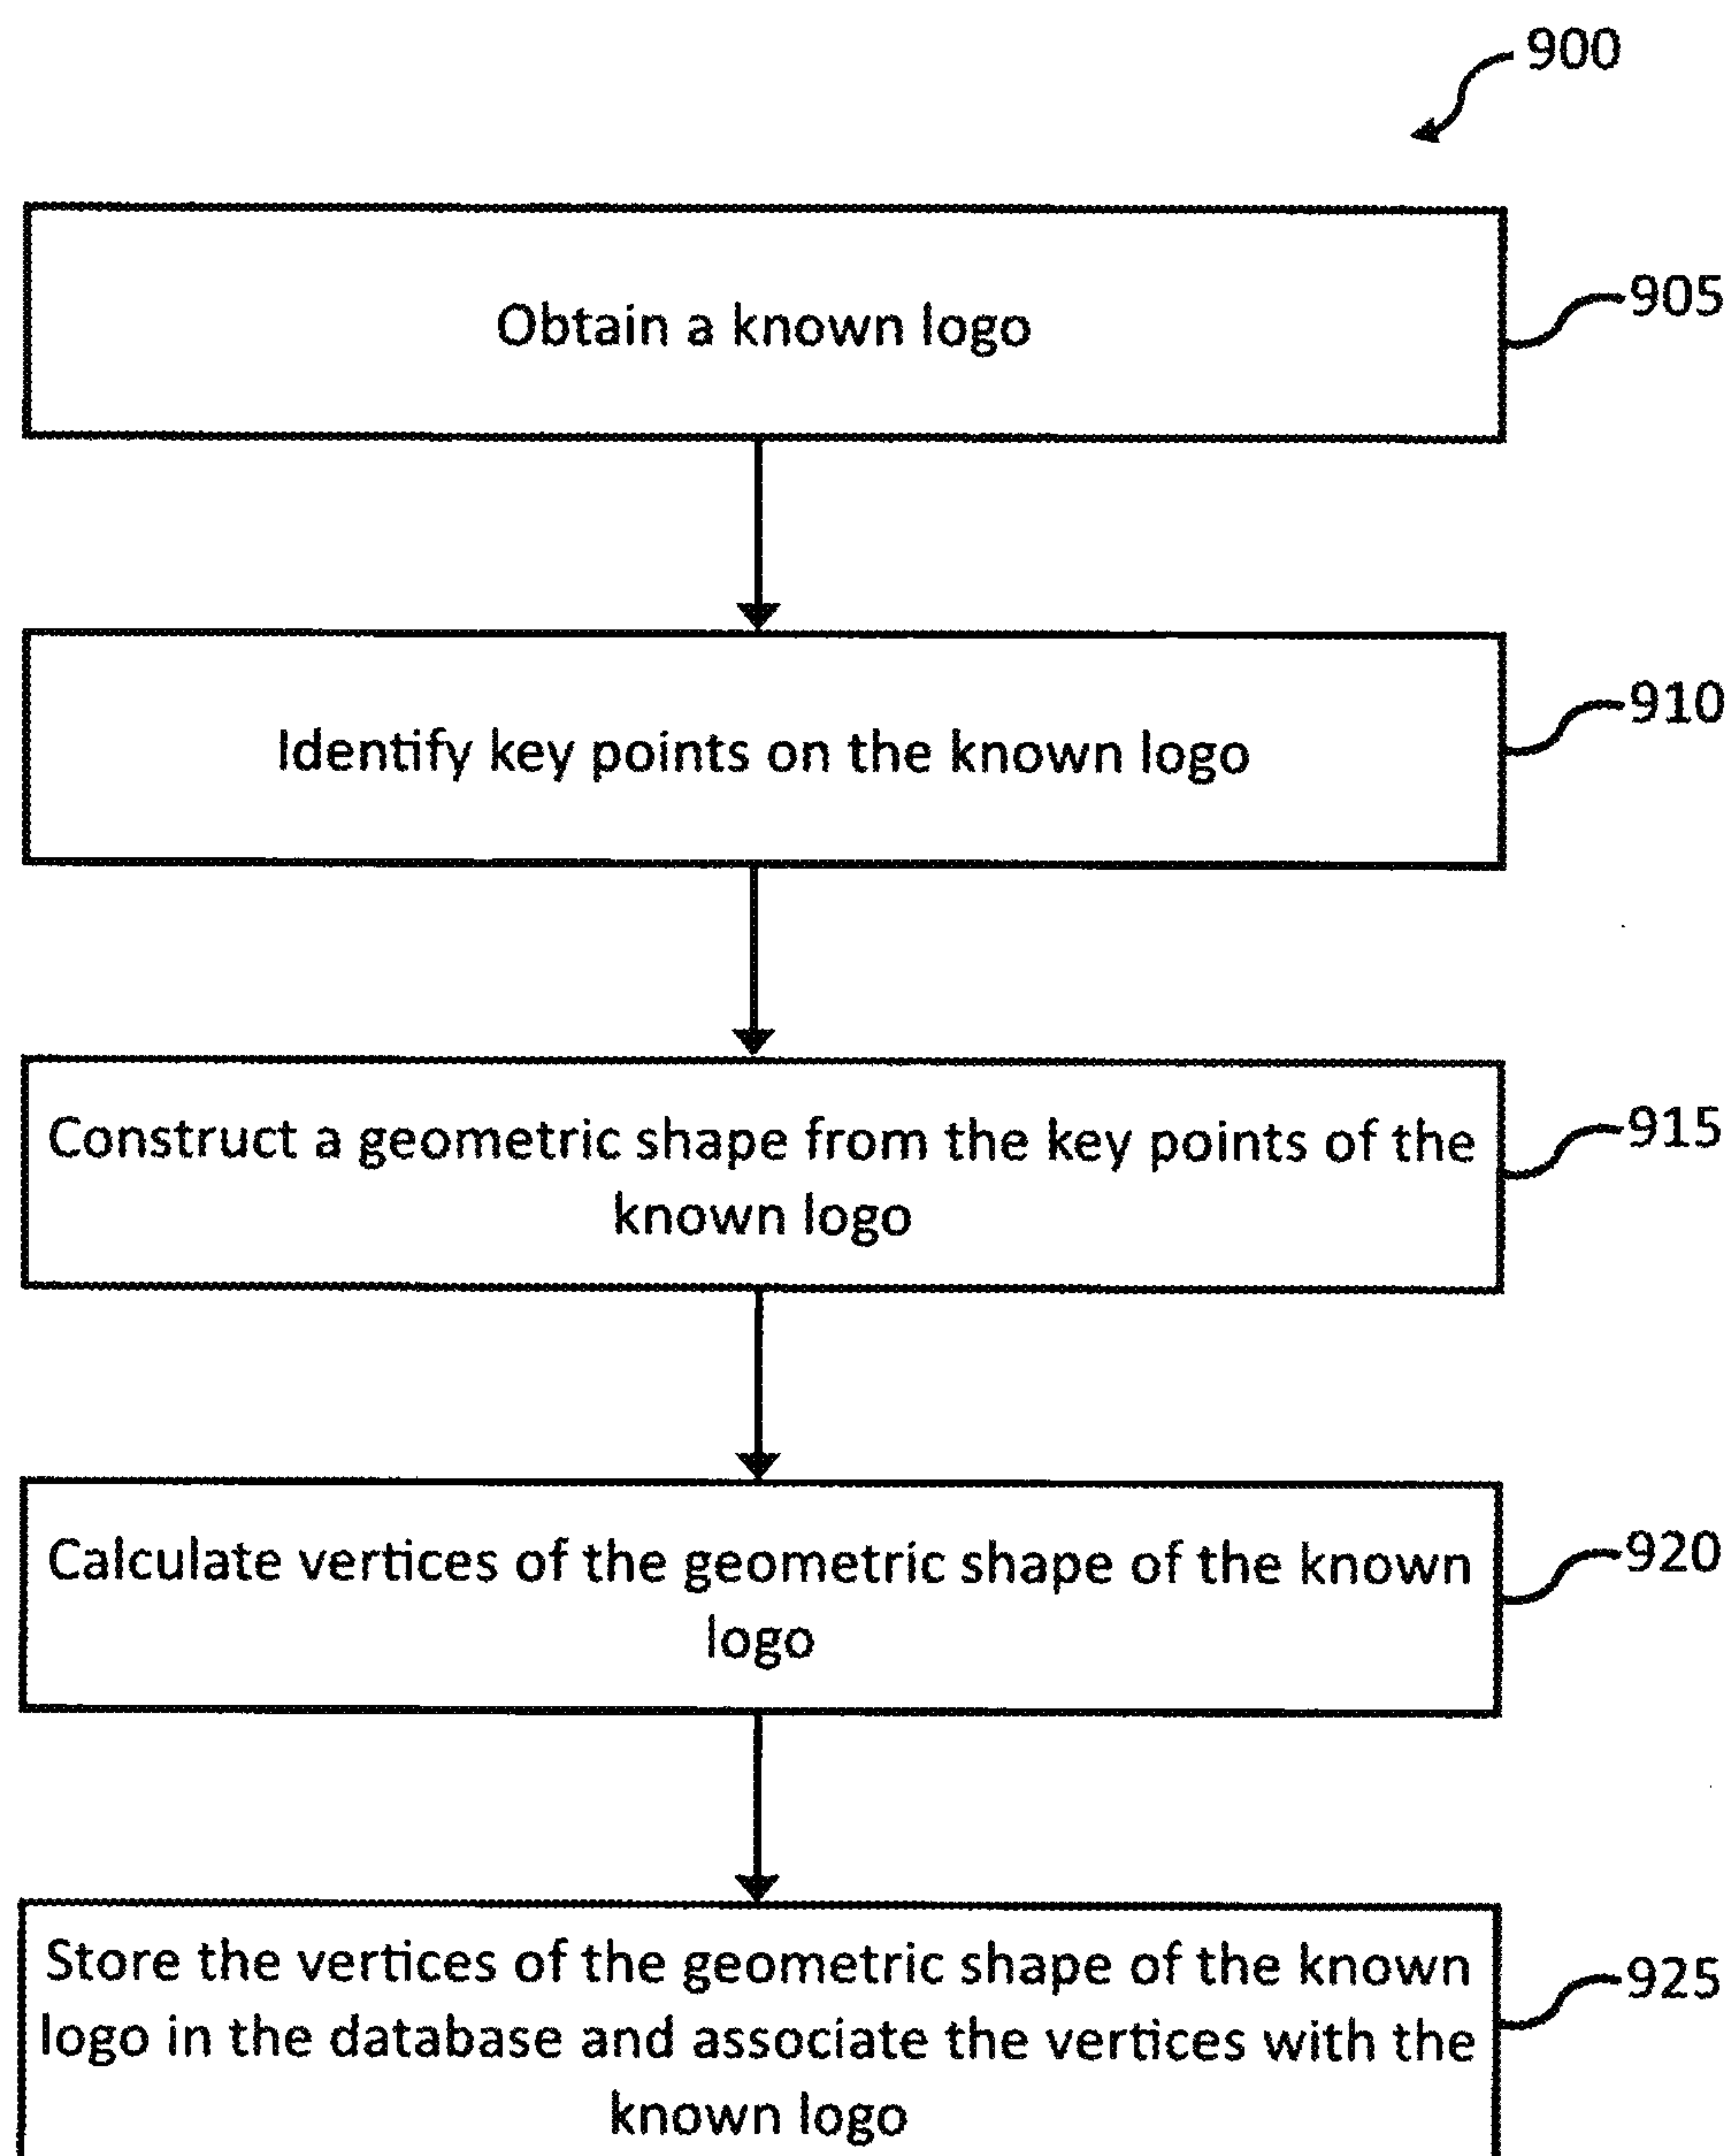 900
Obtain a known logo
905
Identify key points on the known logo
910
Construct a geometric shape from the key points of the
known logo
915
Calculate vertices of the geometric shape of the known
logo
920
Store the vertices of the geometric shape of the known
logo in the database and associate the vertices with the
known logo
925